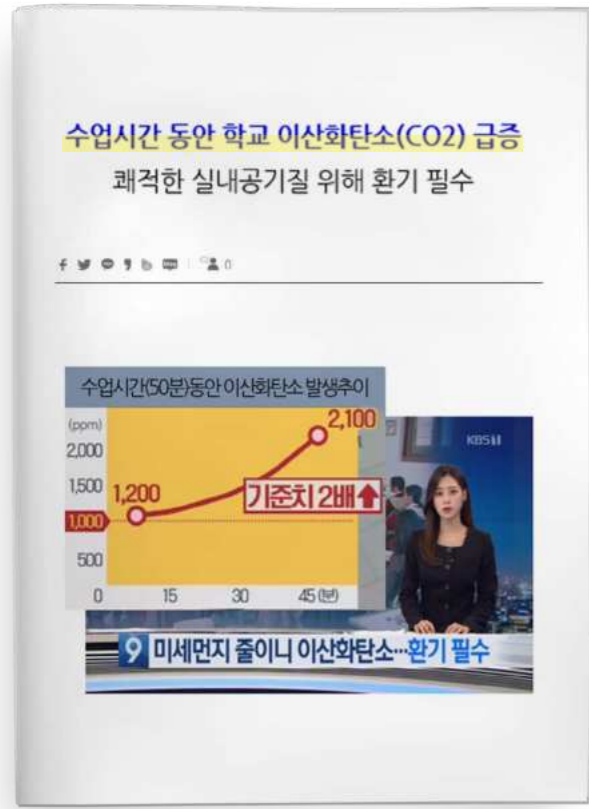 수업시간 동안 학교 이산화탄소(CO2) 급증
쾌적한 실내공기질 위해 환기 필수
0
수업시간(50분)동안 이산화탄소 발생추이
(ppm)
2,000
1,500
1,000
500
0 15 30 45(분)
1,200
2,100
기준치 2배
KBS
9 미세먼지 줄이니 이산화탄소…환기 필수